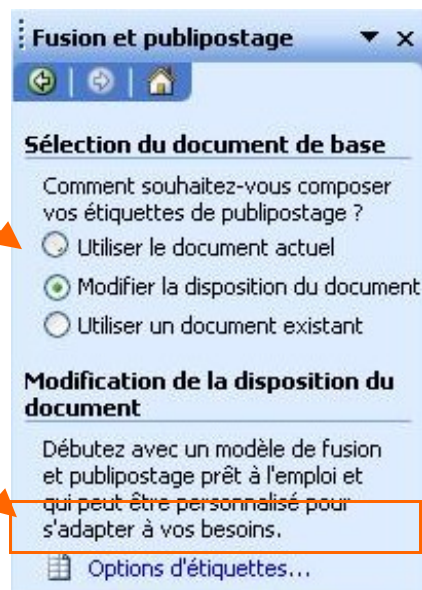 Fusion et publipostage
Sélection du document de base
Comment souhaitez-vous composer
vos étiquettes de publipostage ?
Utiliser le document actuel
Modifier la disposition du document
Utiliser un document existant
Modification de la disposition du
document
Débutez avec un modèle de fusion
et publipostage prêt à l'emploi et
qui peut être personnalisé pour
s'adapter à vos besoins.
Options d'étiquettes...